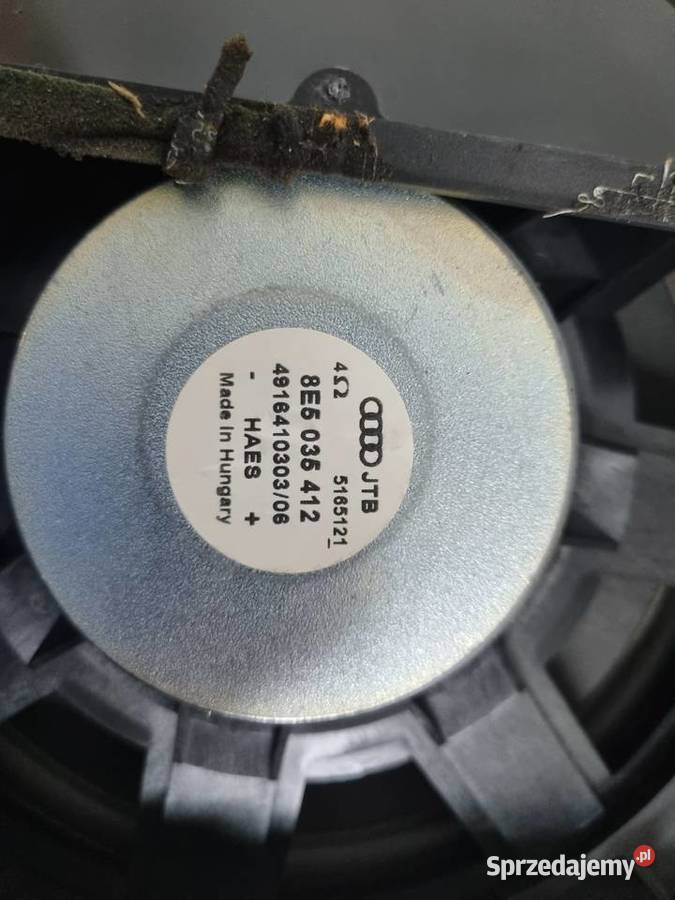 JTB
4Ω 5165121
8E5 035 412
4916410303/06
- HAES +
Made In Hungary
Sprzedajemy.pl